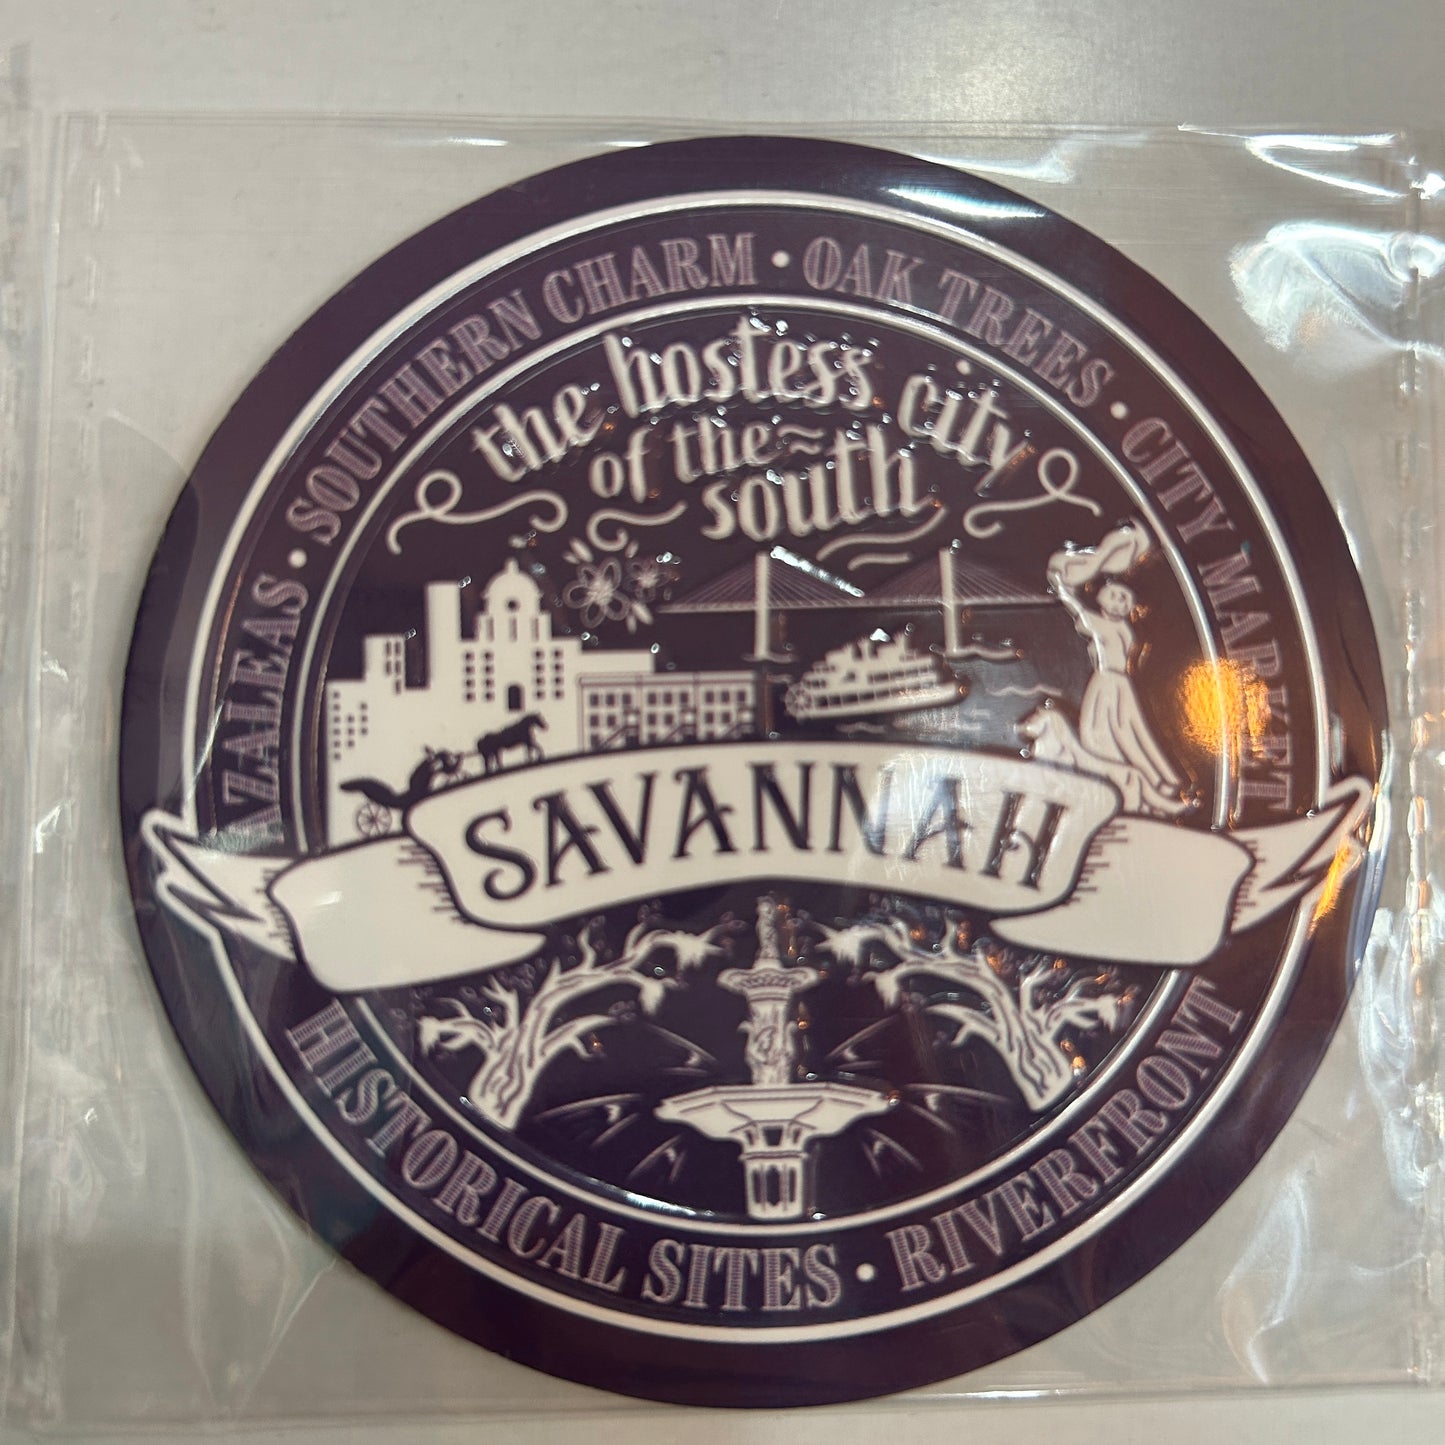 AZALEAS • SOUTHERN CHARM • OAK TREES • CITY MARKET
the hostess city
of the
south
SAVANNAH
HISTORICAL SITES • RIVERFRONT